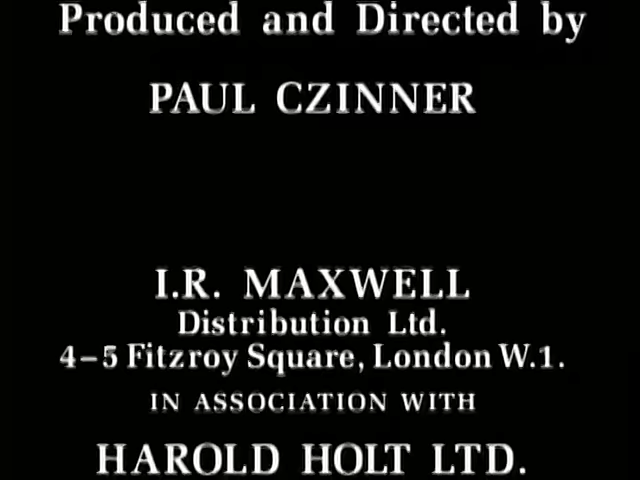 Produced and Directed by
PAUL CZINNER
I.R. MAXWELL
Distribution Ltd.
4–5 Fitzroy Square, London W.1.
IN ASSOCIATION WITH
HAROLD HOLT LTD.